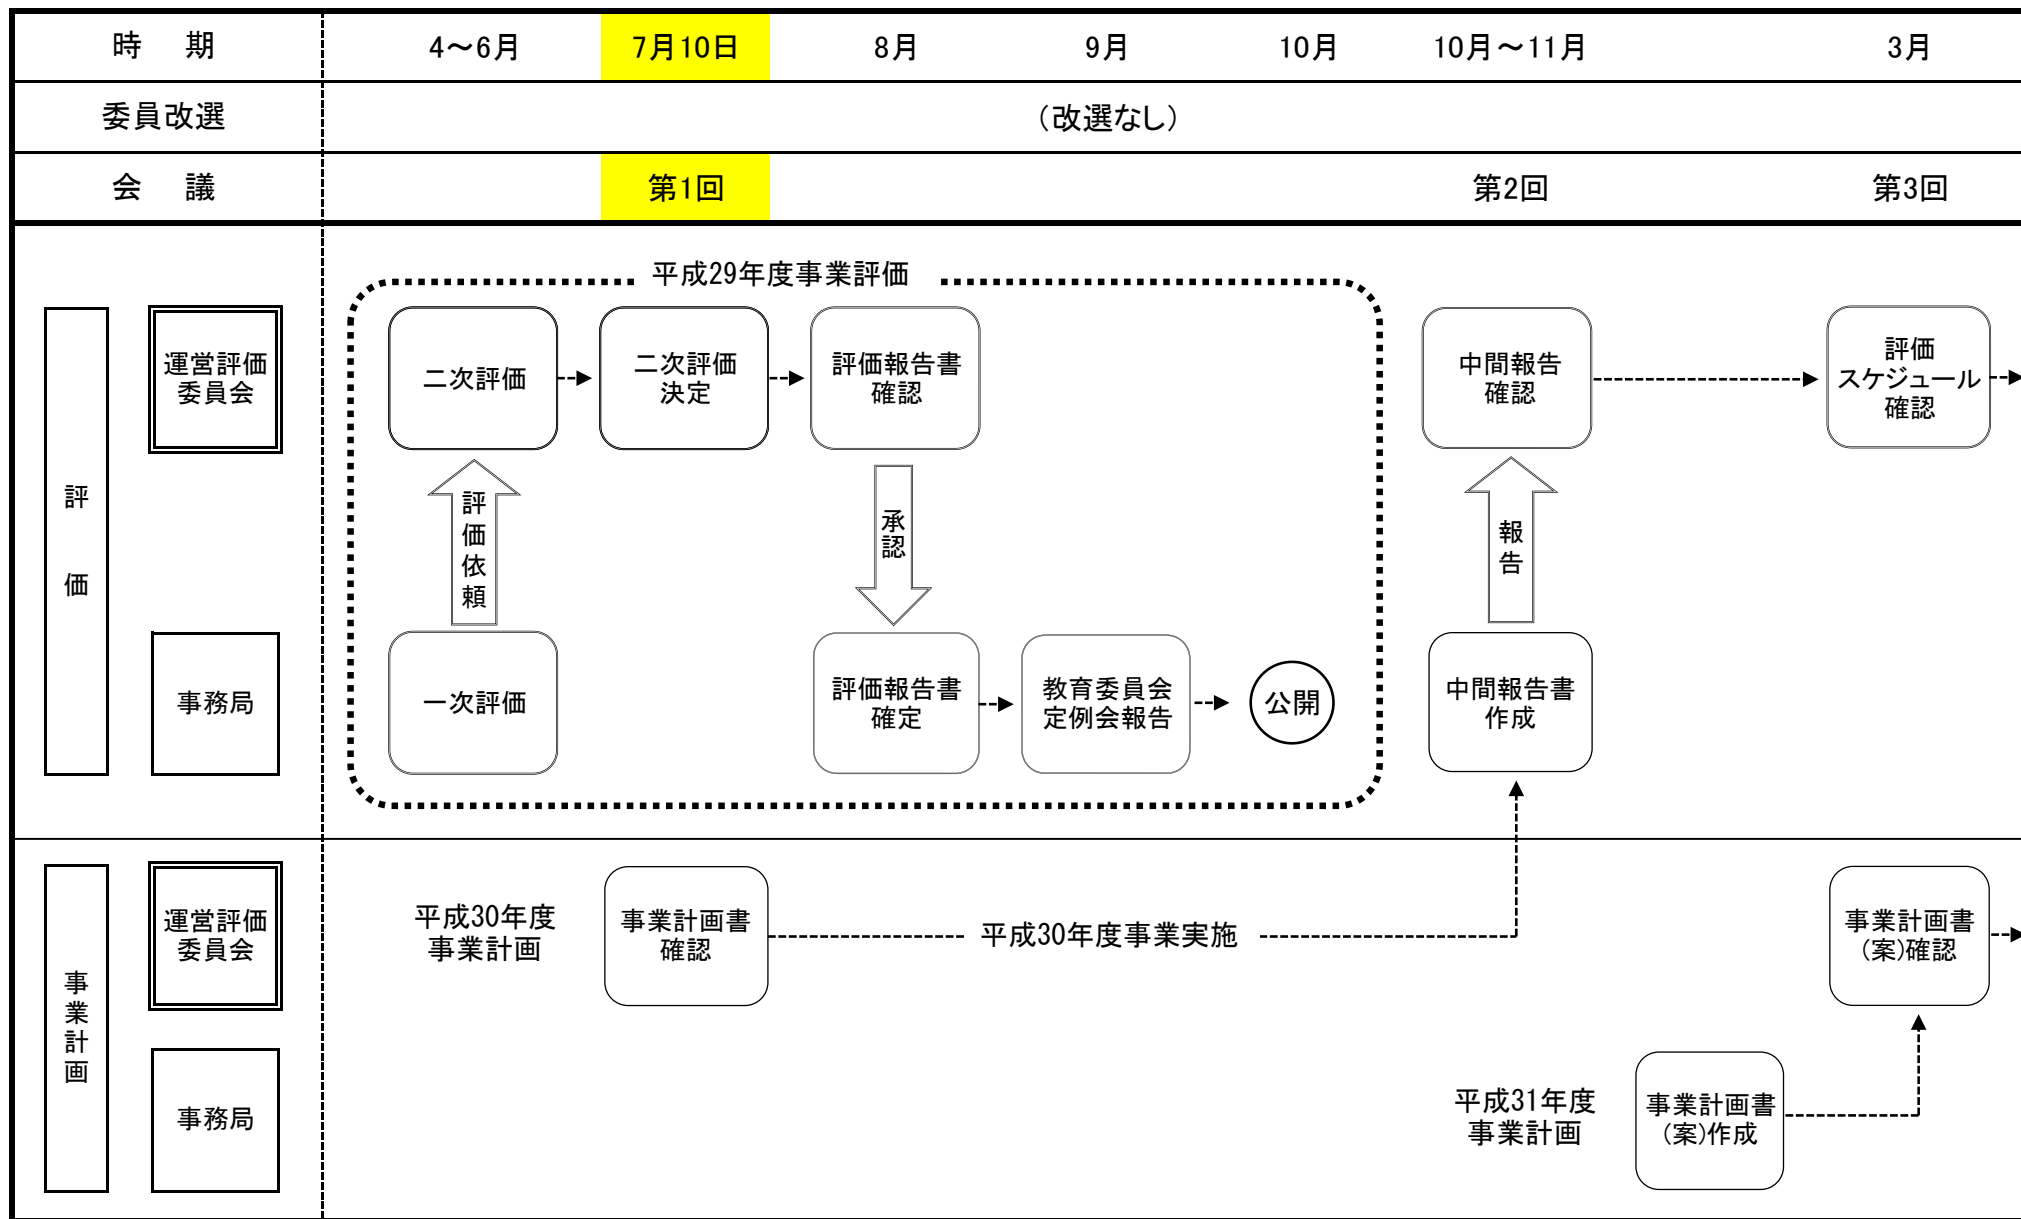 時　期
4～6月
7月10日
8月
9月
10月
10月～11月
3月
委員改選
（改選なし）
会　議
第1回
第2回
第3回
平成29年度事業評価
評価
運営評価
委員会
二次評価
二次評価
決定
評価報告書
確認
中間報告
確認
評価
スケジュール
確認
評価依頼
承認
報告
事務局
一次評価
評価報告書
確定
教育委員会
定例会報告
公開
中間報告書
作成
事業計画
運営評価
委員会
平成30年度
事業計画
事業計画書
確認
平成30年度事業実施
事業計画書
(案)確認
事務局
平成31年度
事業計画
事業計画書
(案)作成